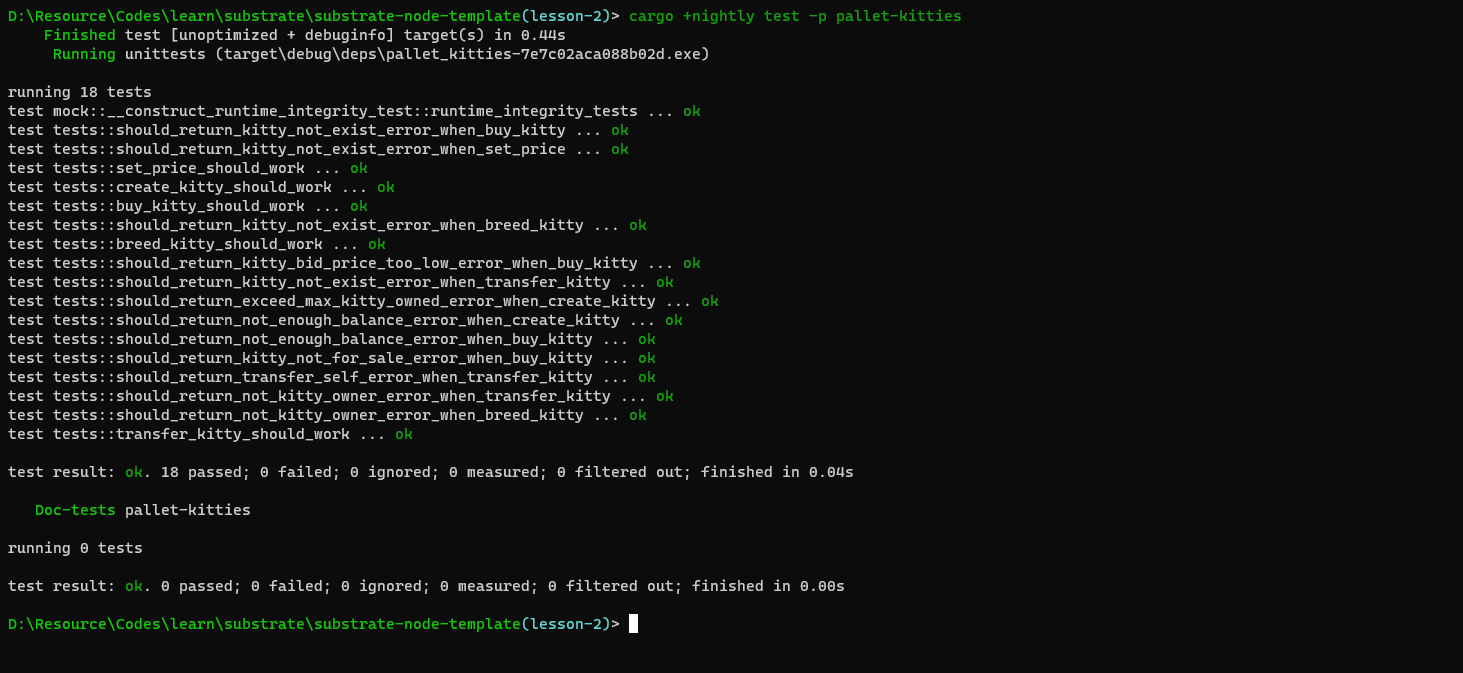 D:\Resource\Codes\learn\substrate\substrate-node-template(lesson-2)> cargo +nightly test -p pallet-kitties
    Finished test [unoptimized + debuginfo] target(s) in 0.44s
     Running unittests (target\debug\deps\pallet_kitties-7e7c02aca088b02d.exe)

running 18 tests
test mock::__construct_runtime_integrity_test::runtime_integrity_tests ... ok
test tests::should_return_kitty_not_exist_error_when_buy_kitty ... ok
test tests::should_return_kitty_not_exist_error_when_set_price ... ok
test tests::set_price_should_work ... ok
test tests::create_kitty_should_work ... ok
test tests::buy_kitty_should_work ... ok
test tests::should_return_kitty_not_exist_error_when_breed_kitty ... ok
test tests::breed_kitty_should_work ... ok
test tests::should_return_kitty_bid_price_too_low_error_when_buy_kitty ... ok
test tests::should_return_kitty_not_exist_error_when_transfer_kitty ... ok
test tests::should_return_exceed_max_kitty_owned_error_when_create_kitty ... ok
test tests::should_return_not_enough_balance_error_when_create_kitty ... ok
test tests::should_return_not_enough_balance_error_when_buy_kitty ... ok
test tests::should_return_kitty_not_for_sale_error_when_buy_kitty ... ok
test tests::should_return_transfer_self_error_when_transfer_kitty ... ok
test tests::should_return_not_kitty_owner_error_when_transfer_kitty ... ok
test tests::should_return_not_kitty_owner_error_when_breed_kitty ... ok
test tests::transfer_kitty_should_work ... ok

test result: ok. 18 passed; 0 failed; 0 ignored; 0 measured; 0 filtered out; finished in 0.04s

   Doc-tests pallet-kitties

running 0 tests

test result: ok. 0 passed; 0 failed; 0 ignored; 0 measured; 0 filtered out; finished in 0.00s

D:\Resource\Codes\learn\substrate\substrate-node-template(lesson-2)>